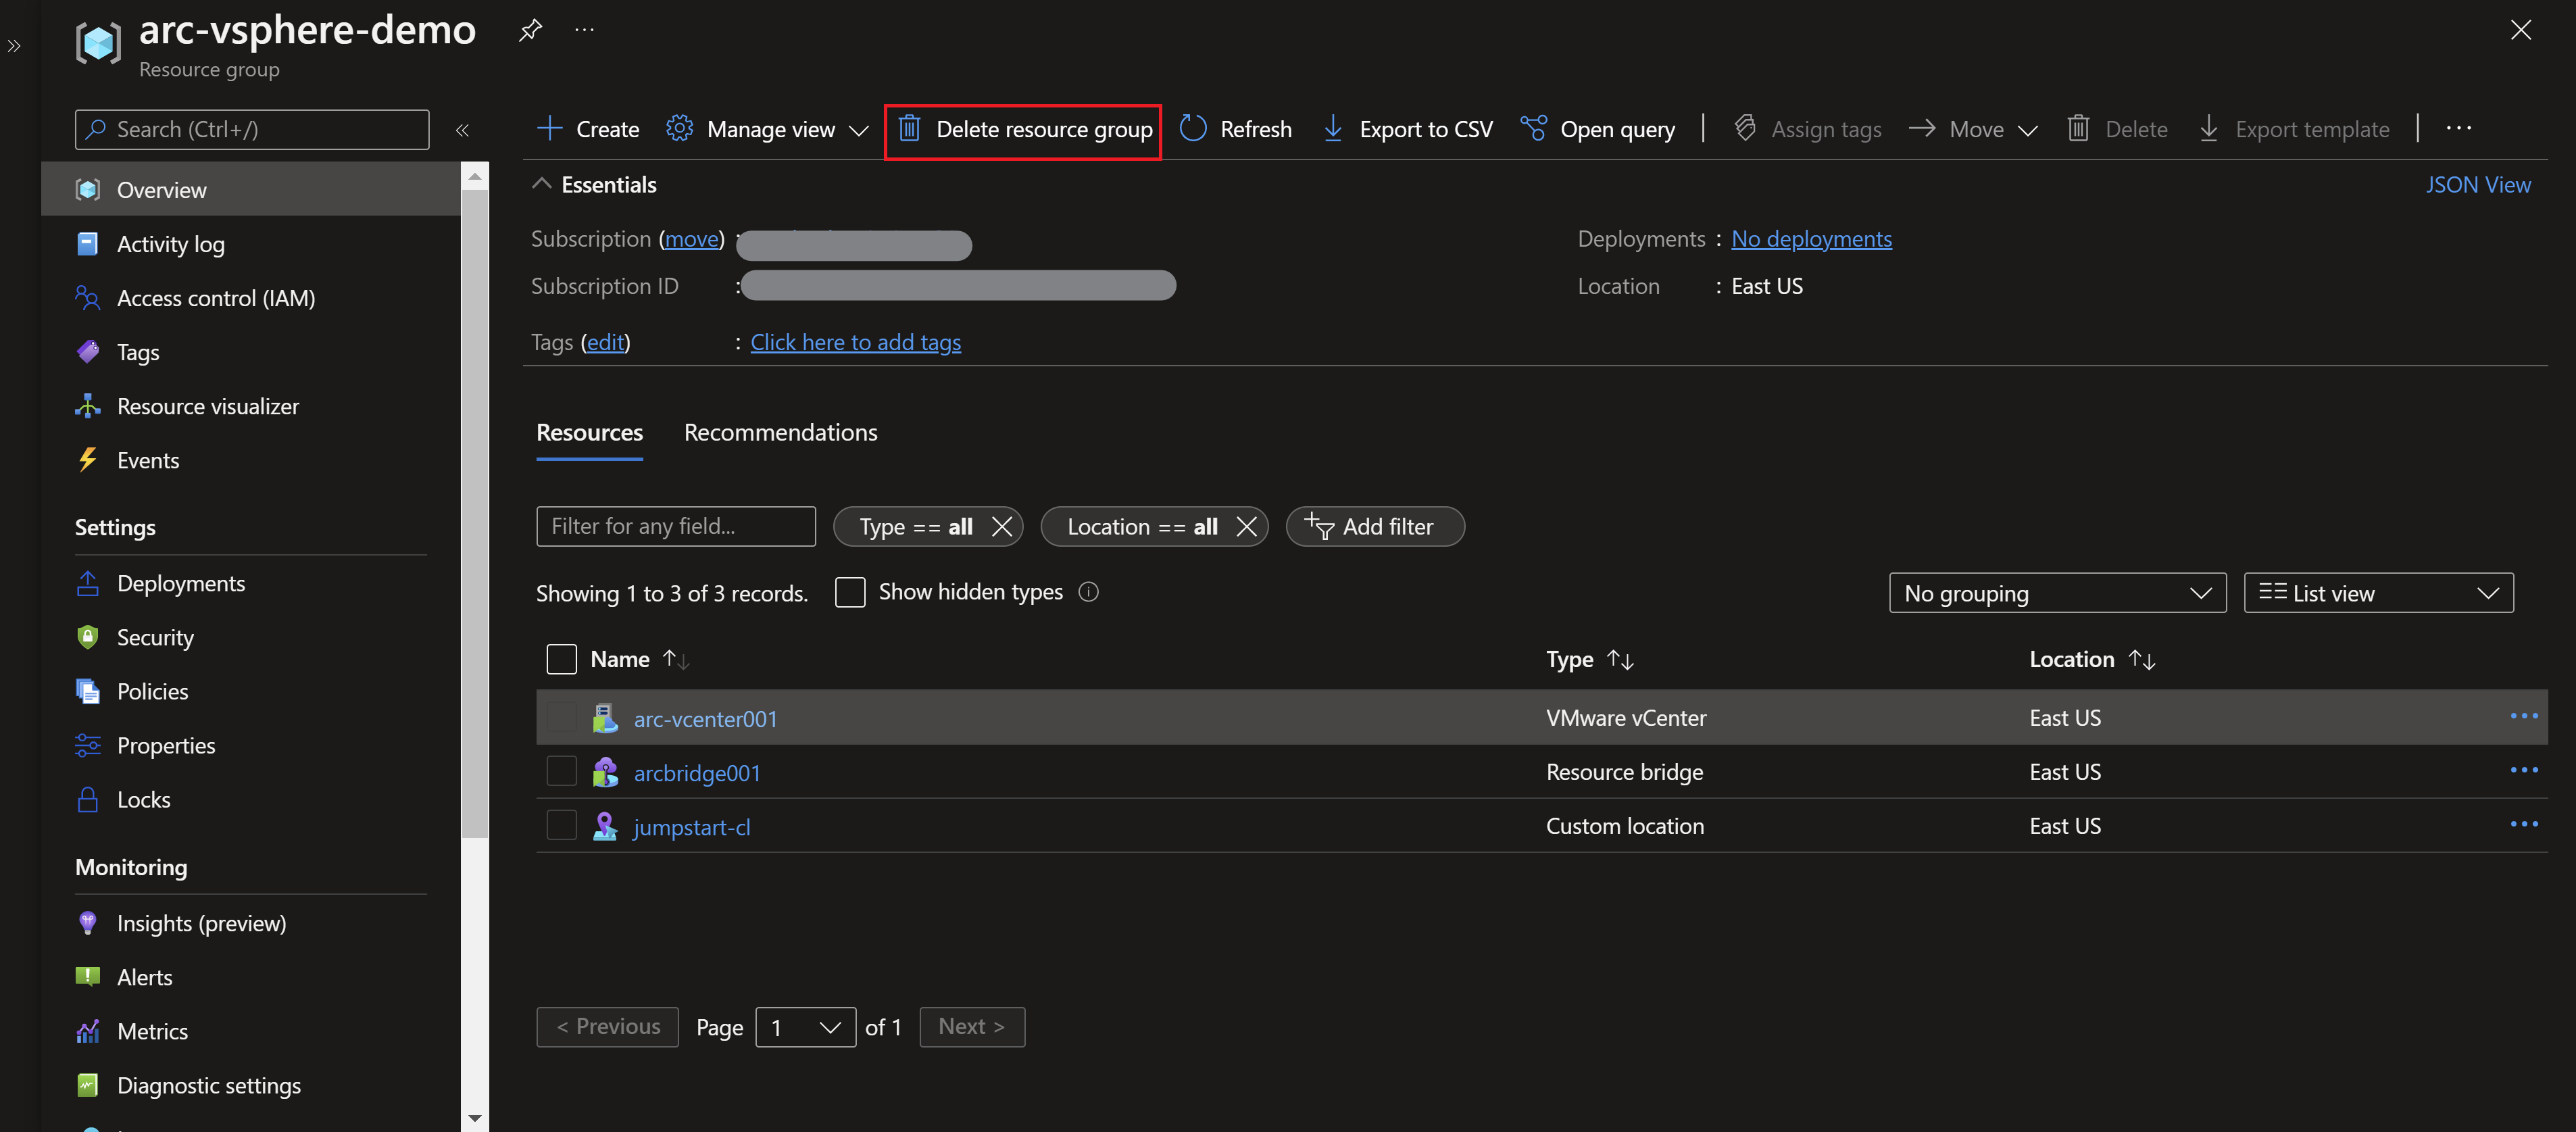 arc-vsphere-demo
Resource group
Search (Ctrl+/)
Create
Manage view
Delete resource group
Refresh
Export to CSV
Open query
Assign tags
Move
Delete
Export template
Overview
Activity log
Access control (IAM)
Tags
Resource visualizer
Events
Settings
Deployments
Security
Policies
Properties
Locks
Monitoring
Insights (preview)
Alerts
Metrics
Diagnostic settings
Essentials
JSON View
Subscription (move) :
Deployments : No deployments
Subscription ID :
Location : East US
Tags (edit) : Click here to add tags
Resources
Recommendations
Filter for any field...
Type == all
Location == all
Add filter
Showing 1 to 3 of 3 records.
Show hidden types
No grouping
List view
Name Type Location
arc-vcenter001 VMware vCenter East US
arcbridge001 Resource bridge East US
jumpstart-cl Custom location East US
< Previous Page 1 of 1 Next >